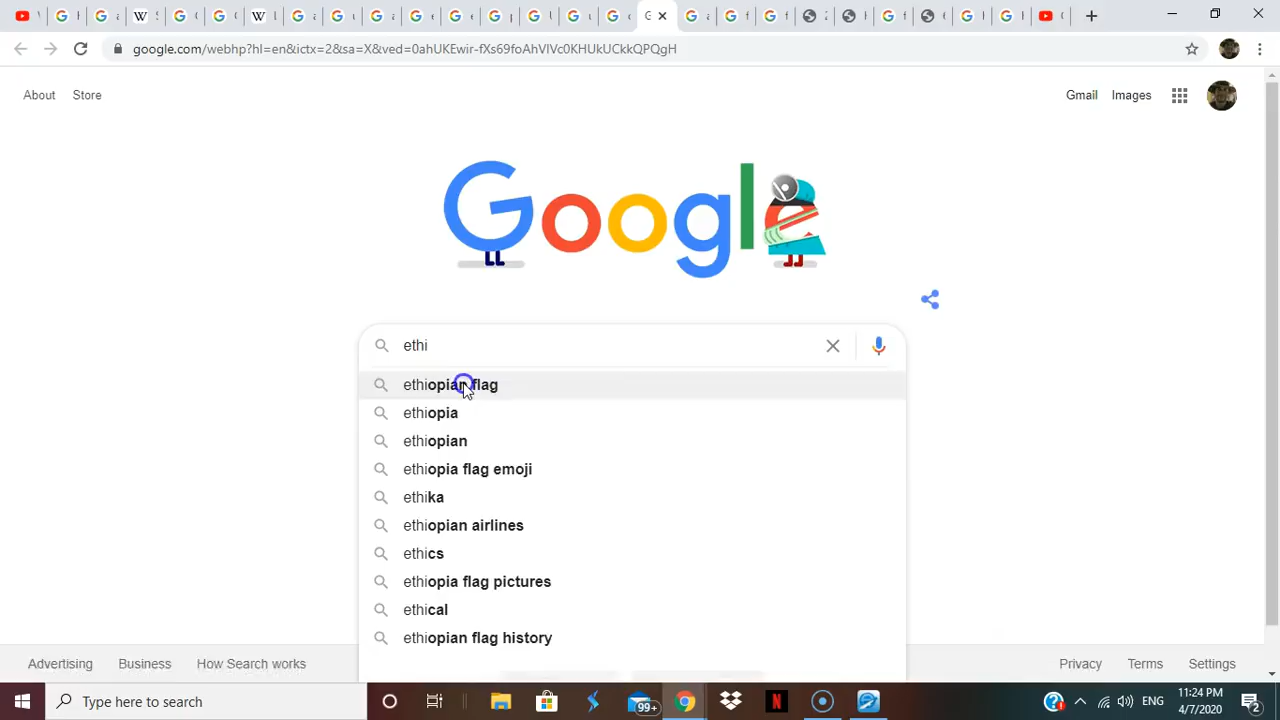 google.com/webhp?hl=en&ictx=2&sa=X&ved=0ahUKEwir-fXs69foAhVIVc0KHUkUCkkQPQgH
About Store Gmail Images
Google
ethi
ethiopian flag
ethiopia
ethiopian
ethiopia flag emoji
ethika
ethiopian airlines
ethics
ethiopia flag pictures
ethical
ethiopian flag history
Advertising Business How Search works Privacy Terms Settings
Type here to search 99+ N ENG 11:24 PM 4/7/2020 2